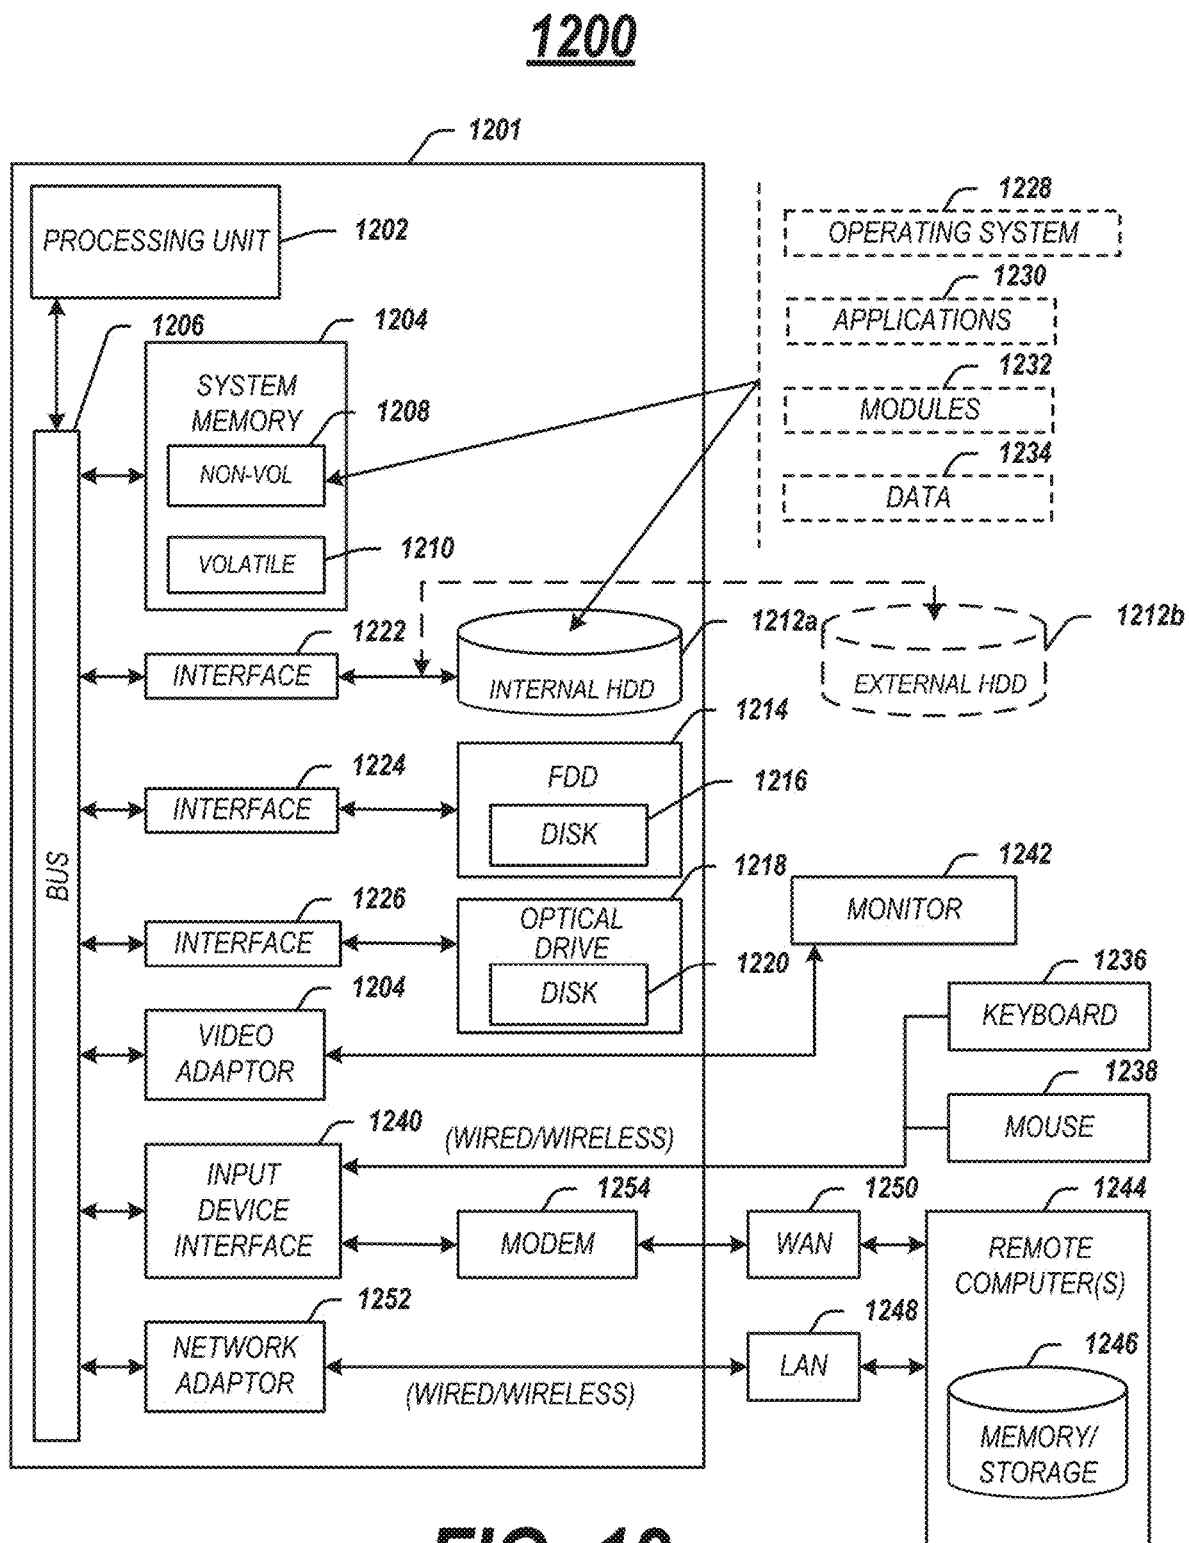 1200
1201
PROCESSING UNIT
1202
1228
OPERATING SYSTEM
1230
APPLICATIONS
1232
MODULES
1234
DATA
1206
1204
SYSTEM
MEMORY
1208
NON-VOL
1210
VOLATILE
1222
INTERFACE
1212a
INTERNAL HDD
1212b
EXTERNAL HDD
1214
1224
INTERFACE
FDD
1216
DISK
BUS
1218
1226
INTERFACE
OPTICAL
DRIVE
1220
DISK
1242
MONITOR
1204
VIDEO
ADAPTOR
1236
KEYBOARD
1238
MOUSE
1240
(WIRED/WIRELESS)
INPUT
DEVICE
INTERFACE
1254
MODEM
1250
WAN
1244
REMOTE
COMPUTER(S)
1252
NETWORK
ADAPTOR
(WIRED/WIRELESS)
1248
LAN
1246
MEMORY/
STORAGE
FIG.